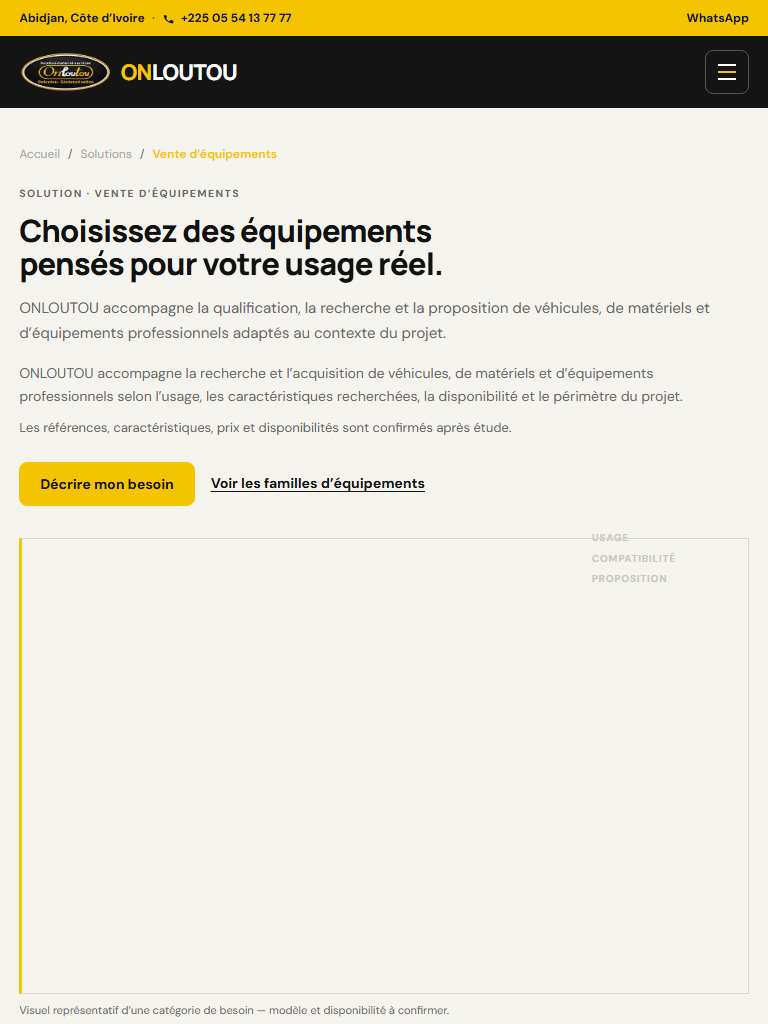 Abidjan, Côte d’Ivoire · +225 05 54 13 77 77 WhatsApp
Onloutou
ONLOUTOU
Accueil / Solutions / Vente d’équipements
SOLUTION · VENTE D’ÉQUIPEMENTS
Choisissez des équipements
pensés pour votre usage réel.
ONLOUTOU accompagne la qualification, la recherche et la proposition de véhicules, de matériels et
d’équipements professionnels adaptés au contexte du projet.
ONLOUTOU accompagne la recherche et l’acquisition de véhicules, de matériels et d’équipements
professionnels selon l’usage, les caractéristiques recherchées, la disponibilité et le périmètre du projet.
Les références, caractéristiques, prix et disponibilités sont confirmés après étude.
Décrire mon besoin Voir les familles d’équipements
USAGE
COMPATIBILITÉ
PROPOSITION
Visuel représentatif d’une catégorie de besoin — modèle et disponibilité à confirmer.